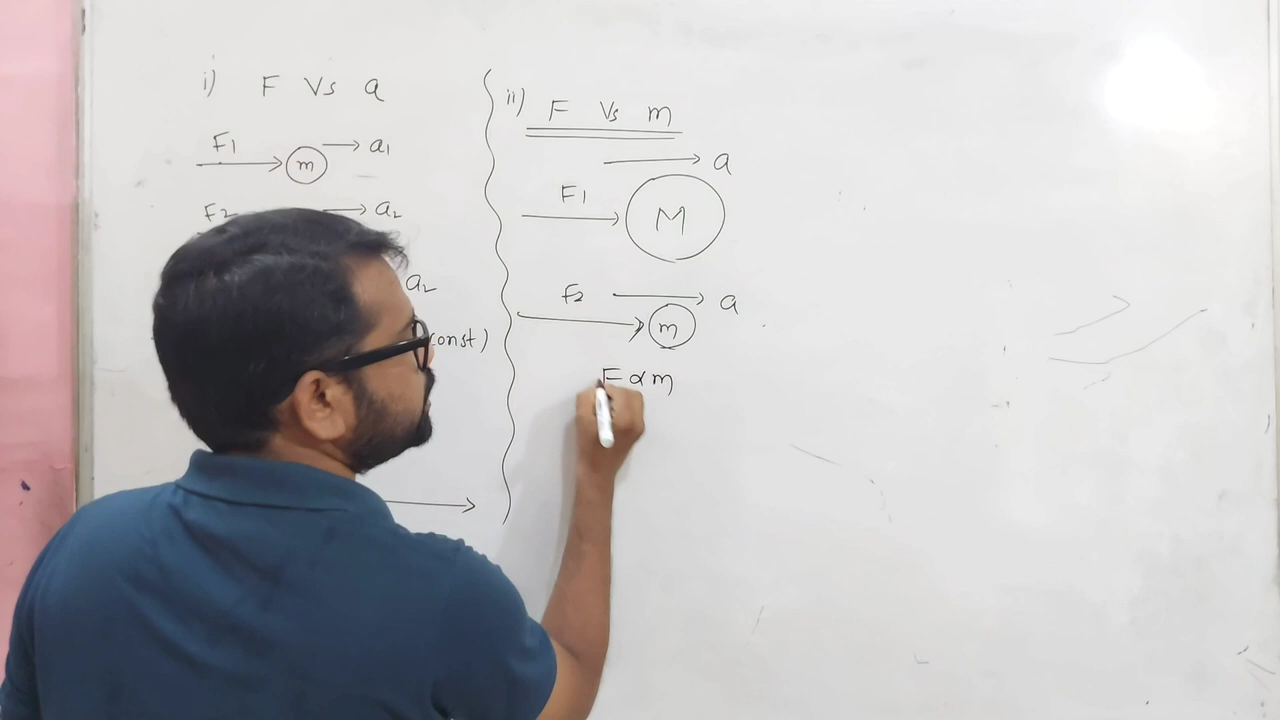 i) F Vs a
F1 m a1
F2 a2
a2
const)
ii) F Vs m
a
F1 M
F2 a
m
F α m